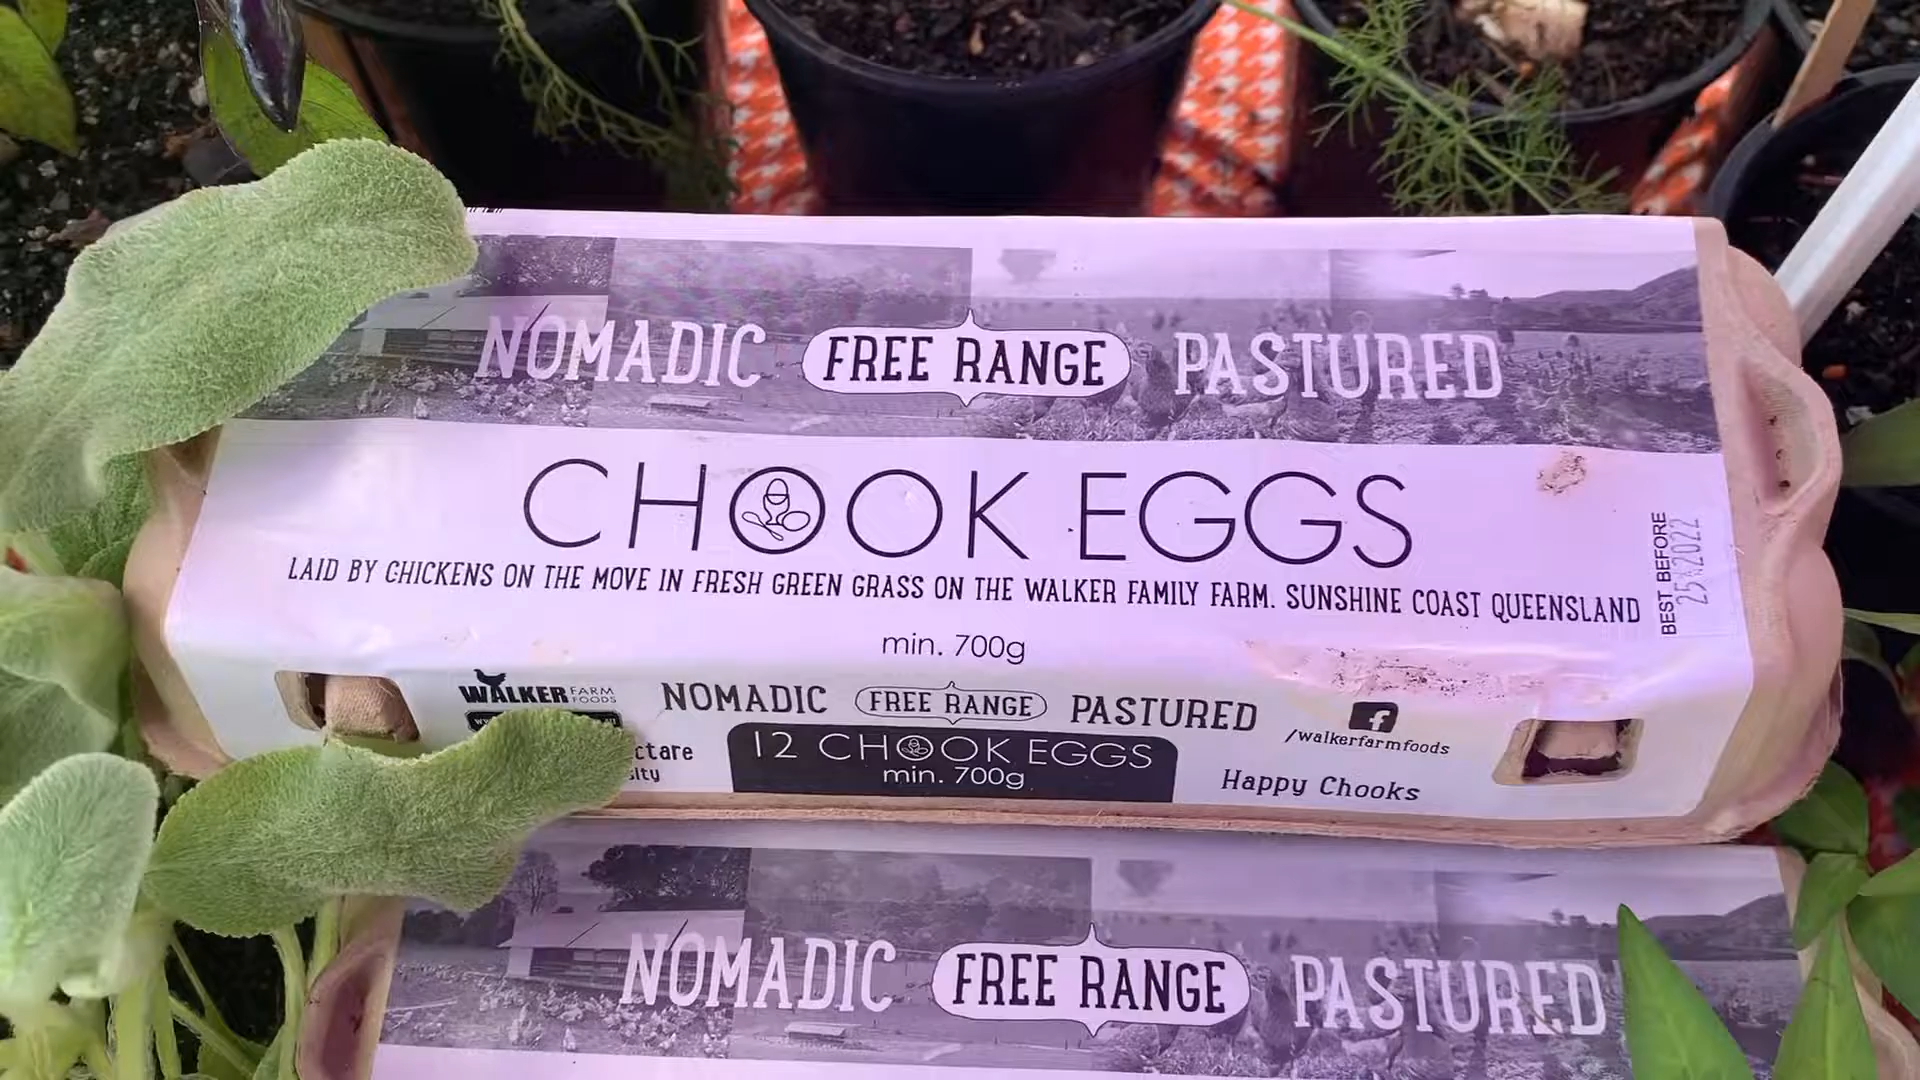 NOMADIC FREE RANGE PASTURED
CHOOK EGGS
LAID BY CHICKENS ON THE MOVE IN FRESH GREEN GRASS ON THE WALKER FAMILY FARM. SUNSHINE COAST QUEENSLAND
BEST BEFORE
min. 700g
WALKER FARM FOODS
NOMADIC FREE RANGE PASTURED
/walkerfarmfoods
12 CHOOK EGGS
min. 700g
Happy Chooks
NOMADIC FREE RANGE PASTURED